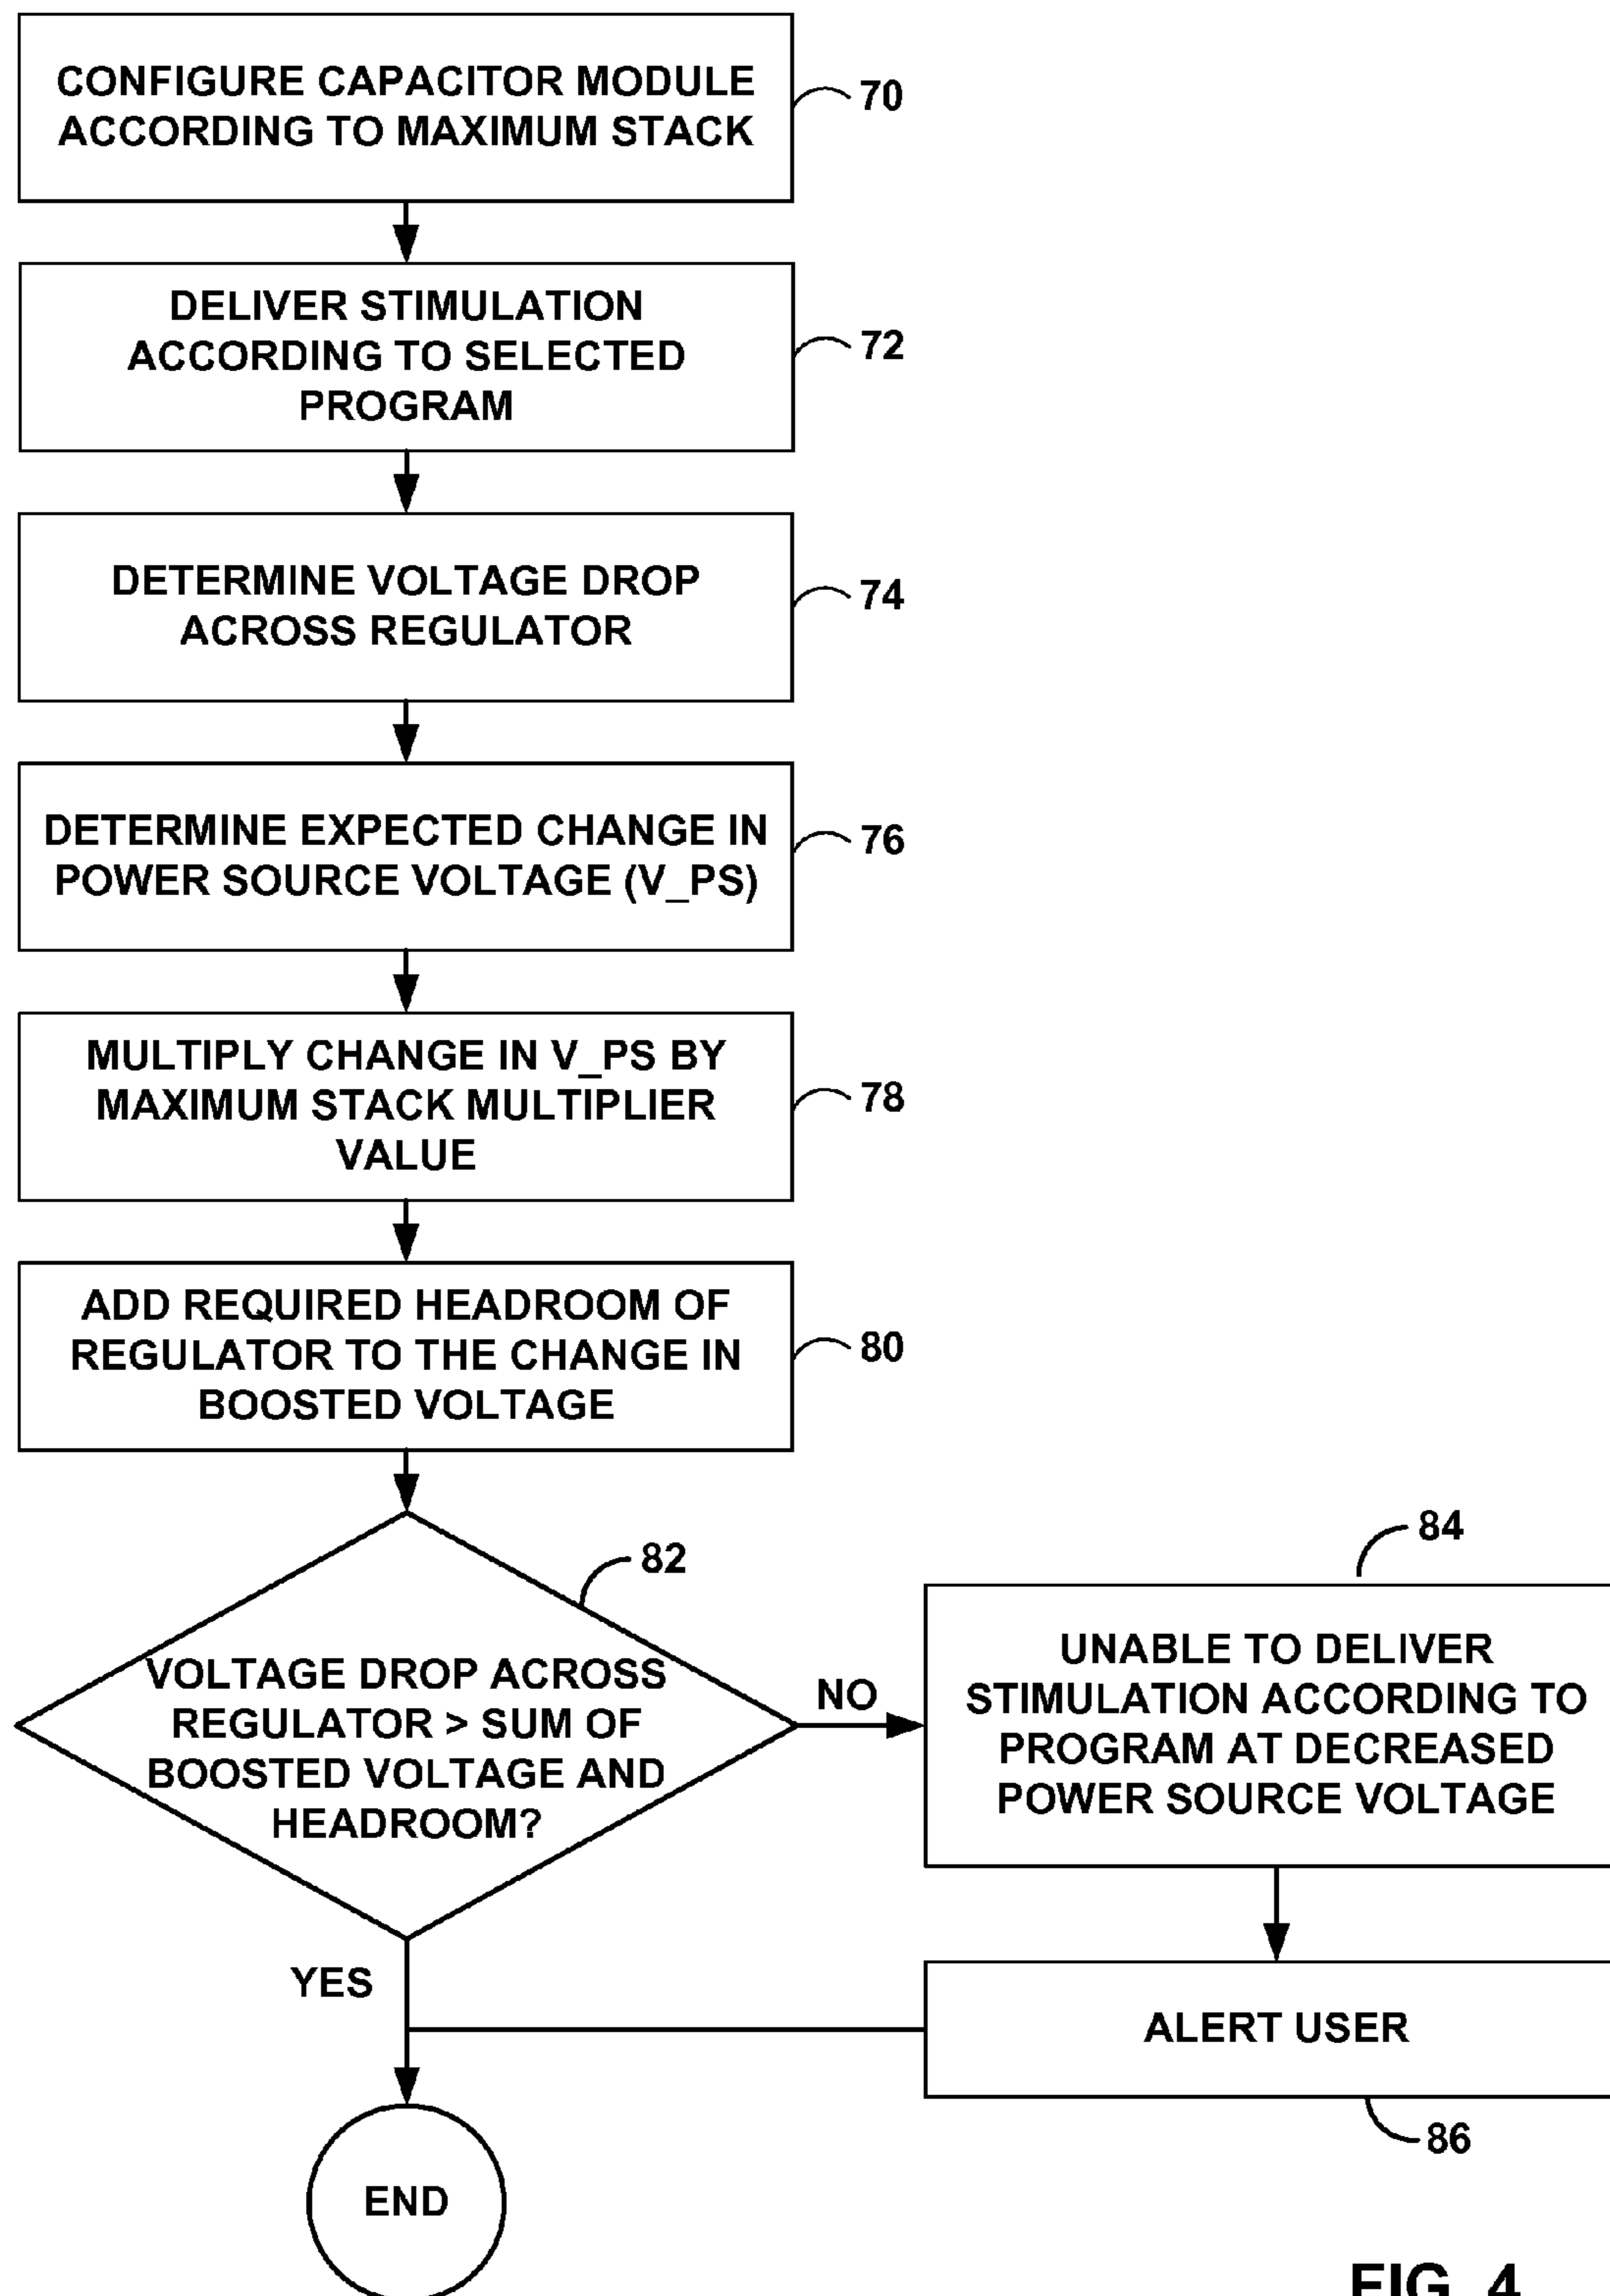 CONFIGURE CAPACITOR MODULE
ACCORDING TO MAXIMUM STACK
70
DELIVER STIMULATION
ACCORDING TO SELECTED
PROGRAM
72
DETERMINE VOLTAGE DROP
ACROSS REGULATOR
74
DETERMINE EXPECTED CHANGE IN
POWER SOURCE VOLTAGE (V_PS)
76
MULTIPLY CHANGE IN V_PS BY
MAXIMUM STACK MULTIPLIER
VALUE
78
ADD REQUIRED HEADROOM OF
REGULATOR TO THE CHANGE IN
BOOSTED VOLTAGE
80
82
VOLTAGE DROP ACROSS
REGULATOR > SUM OF
BOOSTED VOLTAGE AND
HEADROOM?
NO
84
UNABLE TO DELIVER
STIMULATION ACCORDING TO
PROGRAM AT DECREASED
POWER SOURCE VOLTAGE
YES
ALERT USER
86
END
FIG. 4